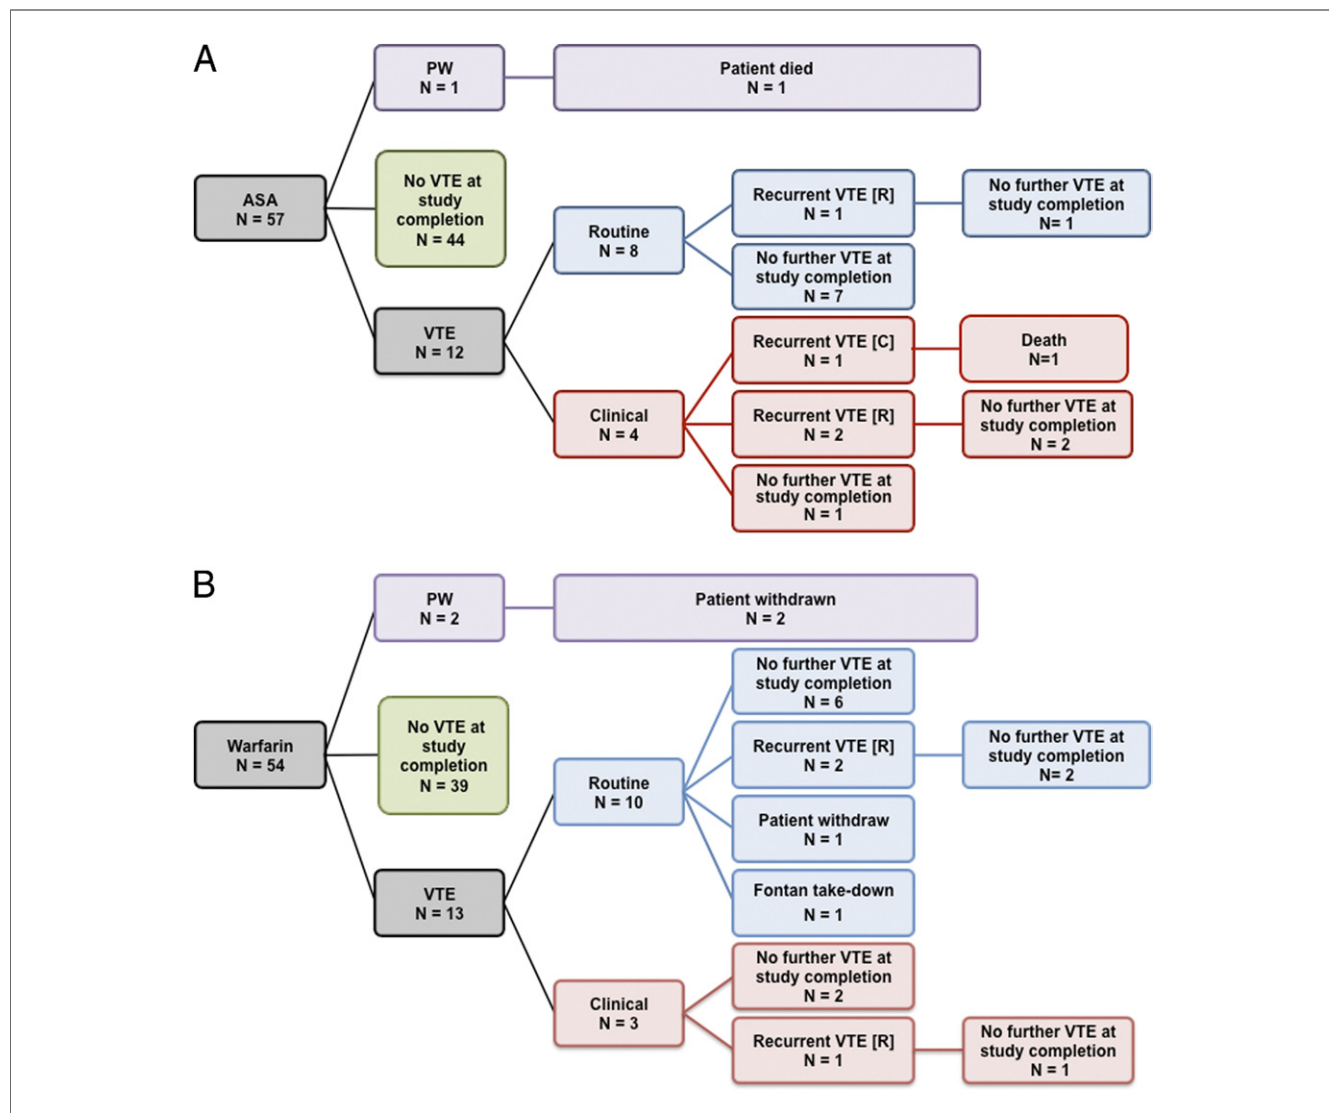 A
PW
N = 1
Patient died
N = 1
ASA
N = 57
No VTE at
study
completion
N = 44
VTE
N = 12
Routine
N = 8
Recurrent VTE [R]
N = 1
No further VTE at
study completion
N= 1
No further VTE at
study completion
N = 7
Clinical
N = 4
Recurrent VTE [C]
N = 1
Death
N=1
Recurrent VTE [R]
N = 2
No further VTE at
study completion
N = 2
No further VTE at
study completion
N = 1
B
PW
N = 2
Patient withdrawn
N = 2
Warfarin
N = 54
No VTE at
study
completion
N = 39
VTE
N = 13
Routine
N = 10
No further VTE at
study completion
N = 6
Recurrent VTE [R]
N = 2
No further VTE at
study completion
N= 2
Patient withdraw
N = 1
Fontan take-down
N = 1
Clinical
N = 3
No further VTE at
study completion
N = 2
Recurrent VTE [R]
N = 1
No further VTE at
study completion
N = 1